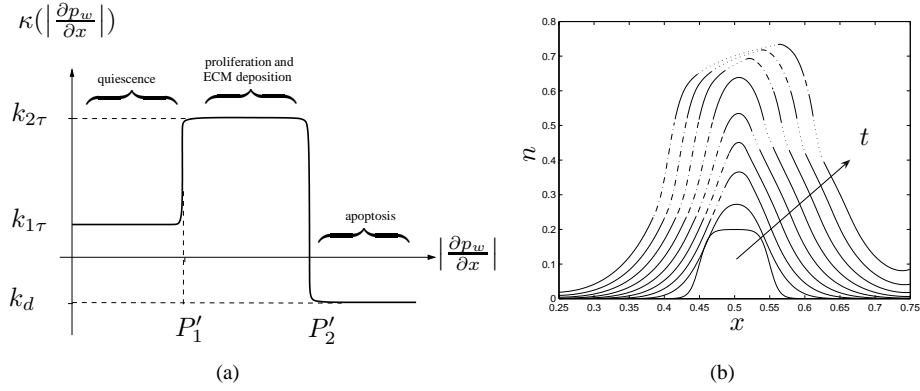 κ(|∂p_w/∂x|)
quiescence
proliferation and
ECM deposition
k_{2τ}
k_{1τ}
apoptosis
|∂p_w/∂x|
k_d
P′_1
P′_2
(a)
0.8
0.7
0.6
0.5
0.4
0.3
0.2
0.1
0
n
t
0.25 0.3 0.35 0.4 0.45 0.5 0.55 0.6 0.65 0.7 0.75
x
(b)